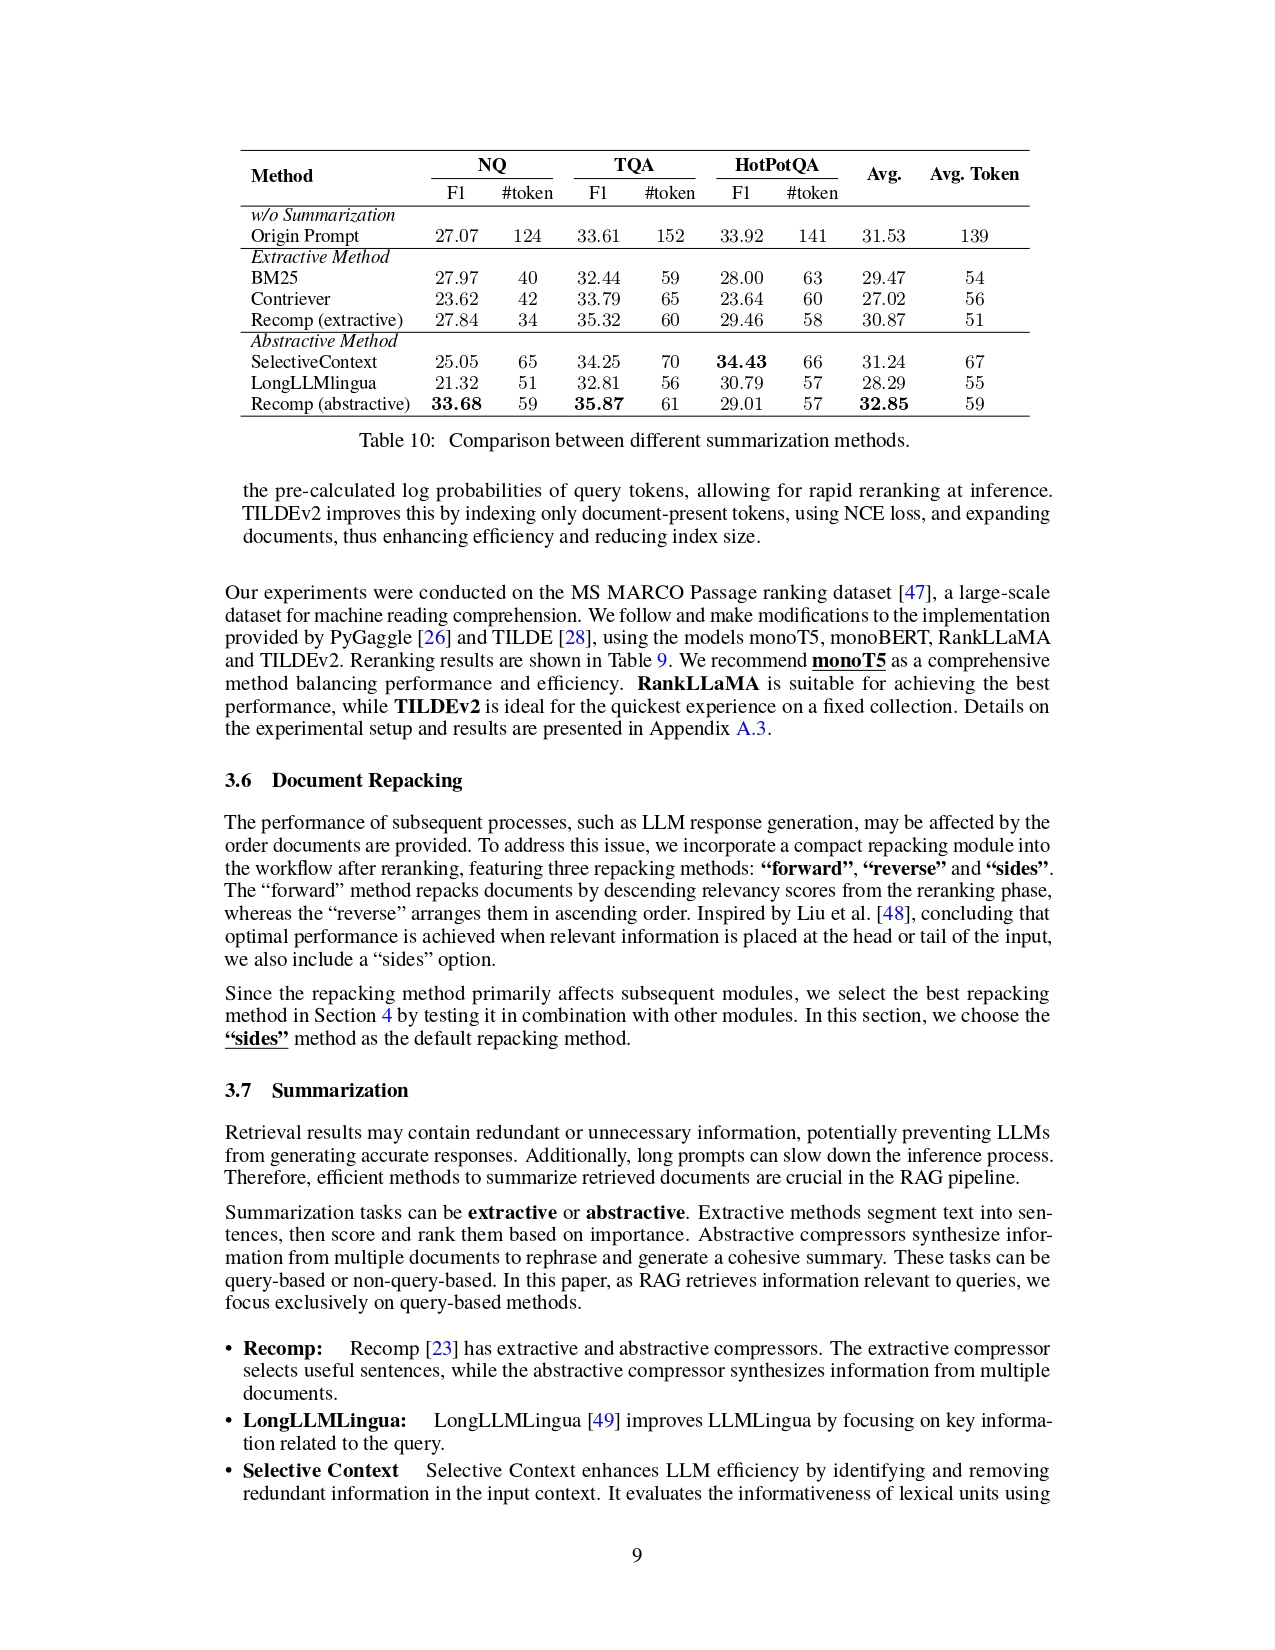 Method NQ TQA HotPotQA Avg. Avg. Token
F1 #token F1 #token F1 #token
w/o Summarization
Origin Prompt 27.07 124 33.61 152 33.92 141 31.53 139
Extractive Method
BM25 27.97 40 32.44 59 28.00 63 29.47 54
Contriever 23.62 42 33.79 65 23.64 60 27.02 56
Recomp (extractive) 27.84 34 35.32 60 29.46 58 30.87 51
Abstractive Method
SelectiveContext 25.05 65 34.25 70 34.43 66 31.24 67
LongLLMlingua 21.32 51 32.81 56 30.79 57 28.29 55
Recomp (abstractive) 33.68 59 35.87 61 29.01 57 32.85 59
Table 10: Comparison between different summarization methods.
the pre-calculated log probabilities of query tokens, allowing for rapid reranking at inference.
TILDEv2 improves this by indexing only document-present tokens, using NCE loss, and expanding
documents, thus enhancing efficiency and reducing index size.
Our experiments were conducted on the MS MARCO Passage ranking dataset [47], a large-scale
dataset for machine reading comprehension. We follow and make modifications to the implementation
provided by PyGaggle [26] and TILDE [28], using the models monoT5, monoBERT, RankLLaMA
and TILDEv2. Reranking results are shown in Table 9. We recommend monoT5 as a comprehensive
method balancing performance and efficiency. RankLLaMA is suitable for achieving the best
performance, while TILDEv2 is ideal for the quickest experience on a fixed collection. Details on
the experimental setup and results are presented in Appendix A.3.
3.6 Document Repacking
The performance of subsequent processes, such as LLM response generation, may be affected by the
order documents are provided. To address this issue, we incorporate a compact repacking module into
the workflow after reranking, featuring three repacking methods: “forward”, “reverse” and “sides”.
The “forward” method repacks documents by descending relevancy scores from the reranking phase,
whereas the “reverse” arranges them in ascending order. Inspired by Liu et al. [48], concluding that
optimal performance is achieved when relevant information is placed at the head or tail of the input,
we also include a “sides” option.
Since the repacking method primarily affects subsequent modules, we select the best repacking
method in Section 4 by testing it in combination with other modules. In this section, we choose the
“sides” method as the default repacking method.
3.7 Summarization
Retrieval results may contain redundant or unnecessary information, potentially preventing LLMs
from generating accurate responses. Additionally, long prompts can slow down the inference process.
Therefore, efficient methods to summarize retrieved documents are crucial in the RAG pipeline.
Summarization tasks can be extractive or abstractive. Extractive methods segment text into sen-
tences, then score and rank them based on importance. Abstractive compressors synthesize infor-
mation from multiple documents to rephrase and generate a cohesive summary. These tasks can be
query-based or non-query-based. In this paper, as RAG retrieves information relevant to queries, we
focus exclusively on query-based methods.
• Recomp: Recomp [23] has extractive and abstractive compressors. The extractive compressor
selects useful sentences, while the abstractive compressor synthesizes information from multiple
documents.
• LongLLMLingua: LongLLMLingua [49] improves LLMLingua by focusing on key informa-
tion related to the query.
• Selective Context Selective Context enhances LLM efficiency by identifying and removing
redundant information in the input context. It evaluates the informativeness of lexical units using
9